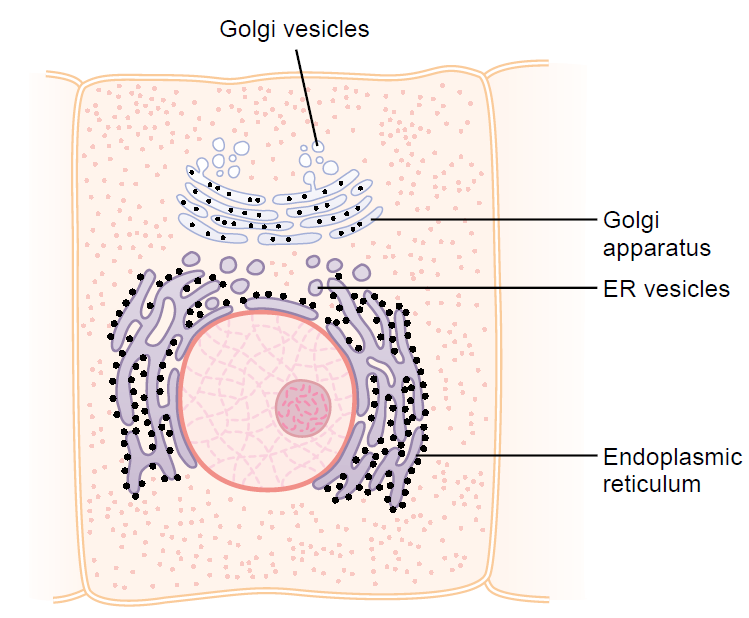 Golgi vesicles
Golgi
apparatus
ER vesicles
Endoplasmic
reticulum